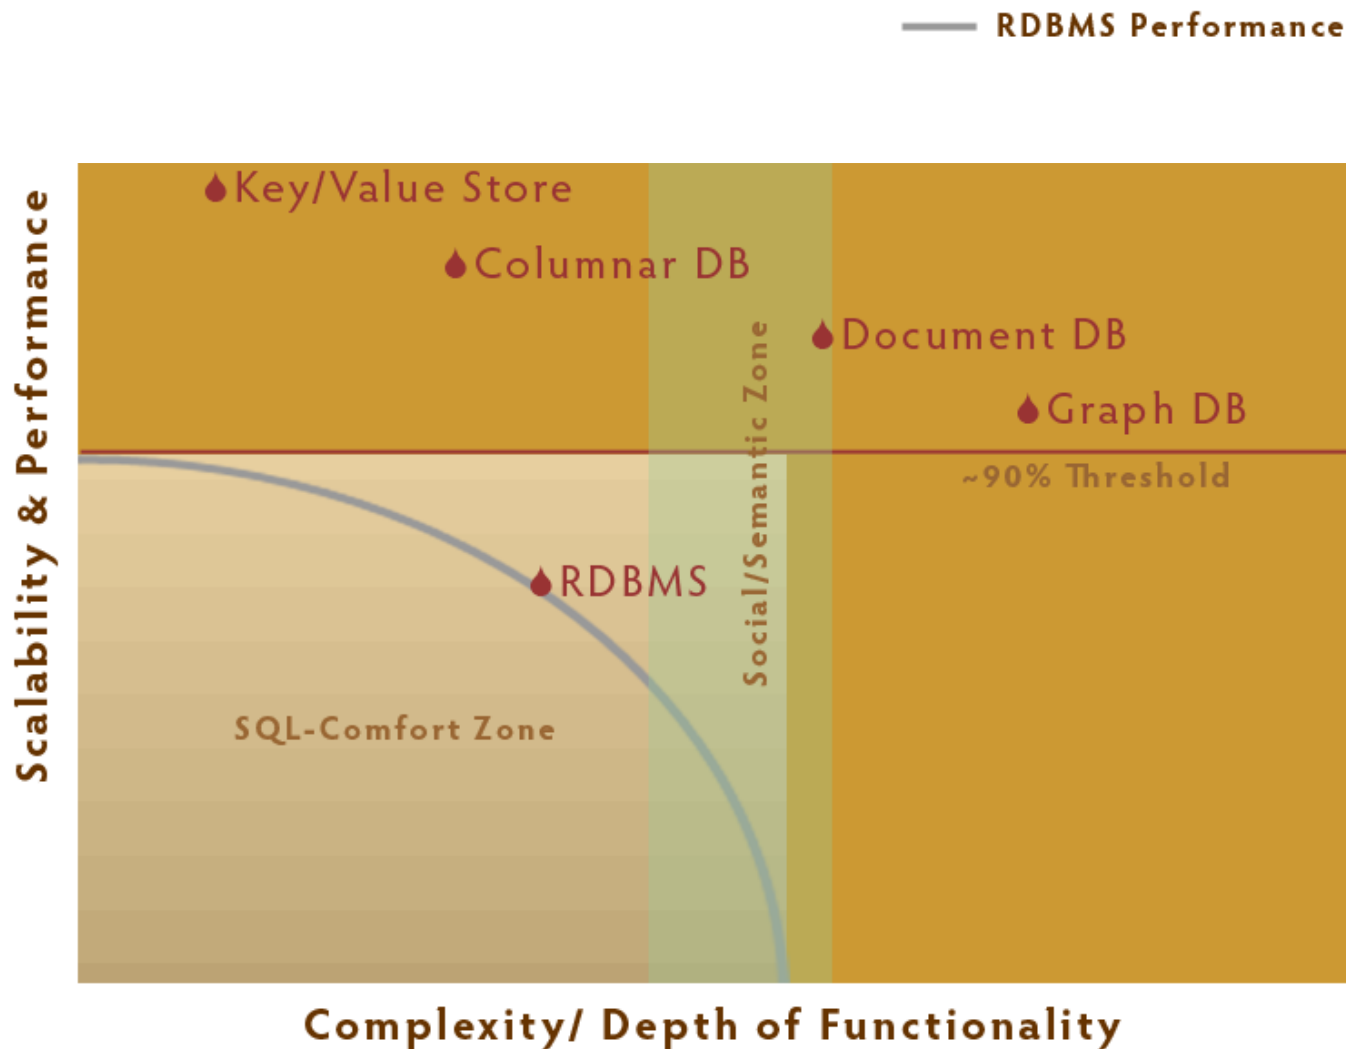 RDBMS Performance
Key/Value Store
Columnar DB
Document DB
Graph DB
~90% Threshold
Social/Semantic Zone
RDBMS
SQL-Comfort Zone
Scalability & Performance
Complexity/ Depth of Functionality